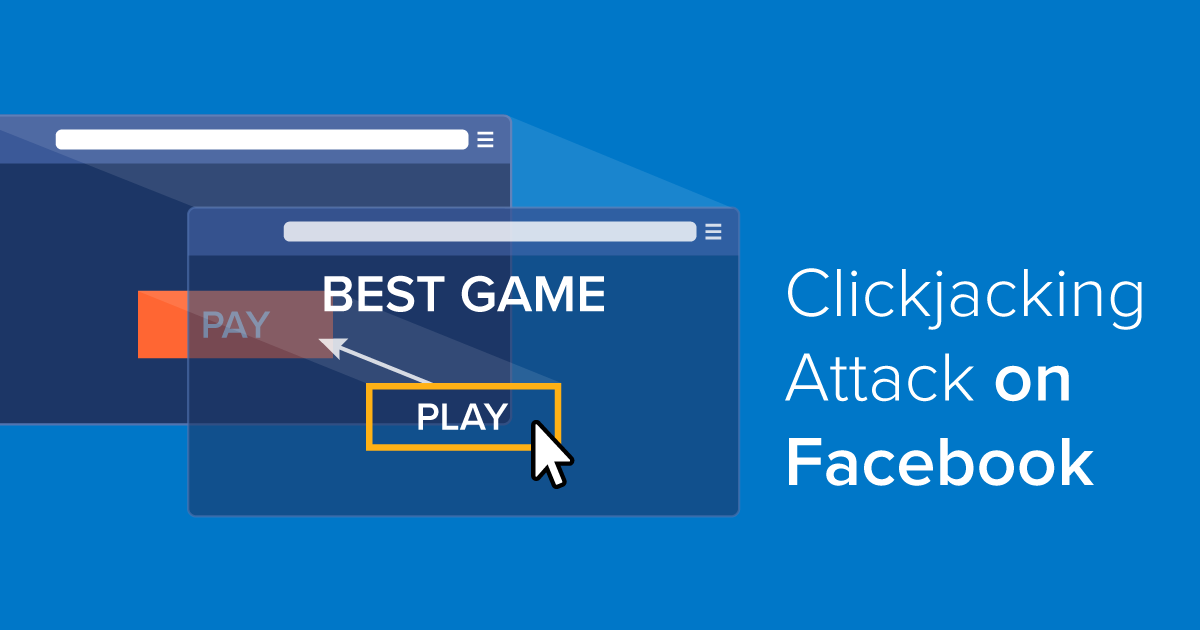 BEST GAME
PAY
PLAY
Clickjacking
Attack on
Facebook